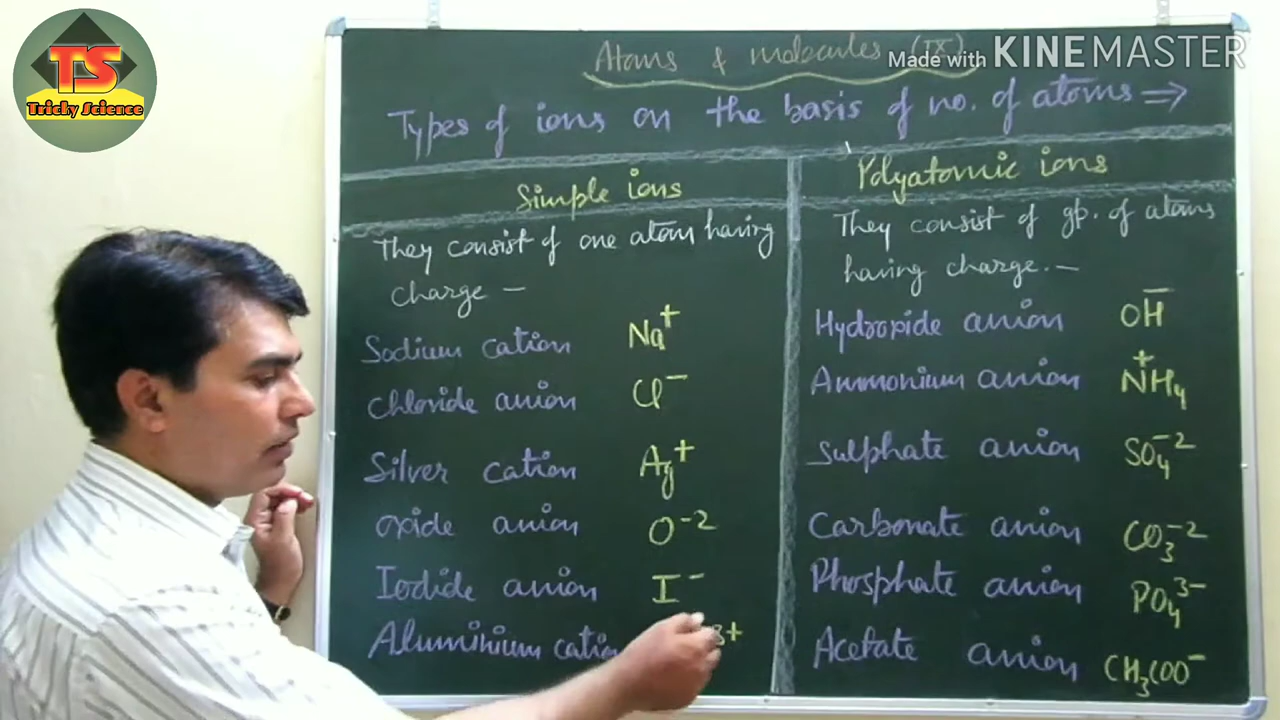 TS
Tricky Science
Made with KINEMASTER
Atoms & molecules (IX)
Types of ions on the basis of no. of atoms ⇒
Simple ions
They consist of one atom having
charge –
Sodium cation Na⁺
Chloride anion Cl⁻
Silver cation Ag⁺
Oxide anion O⁻²
Iodide anion I⁻
Aluminium cation 3+
Polyatomic ions
They consist of gp. of atoms
having charge. –
Hydroxide anion OH⁻
Ammonium anion N⁺H₄
Sulphate anion SO₄⁻²
Carbonate anion CO₃⁻²
Phosphate anion PO₄³⁻
Acetate anion CH₃COO⁻